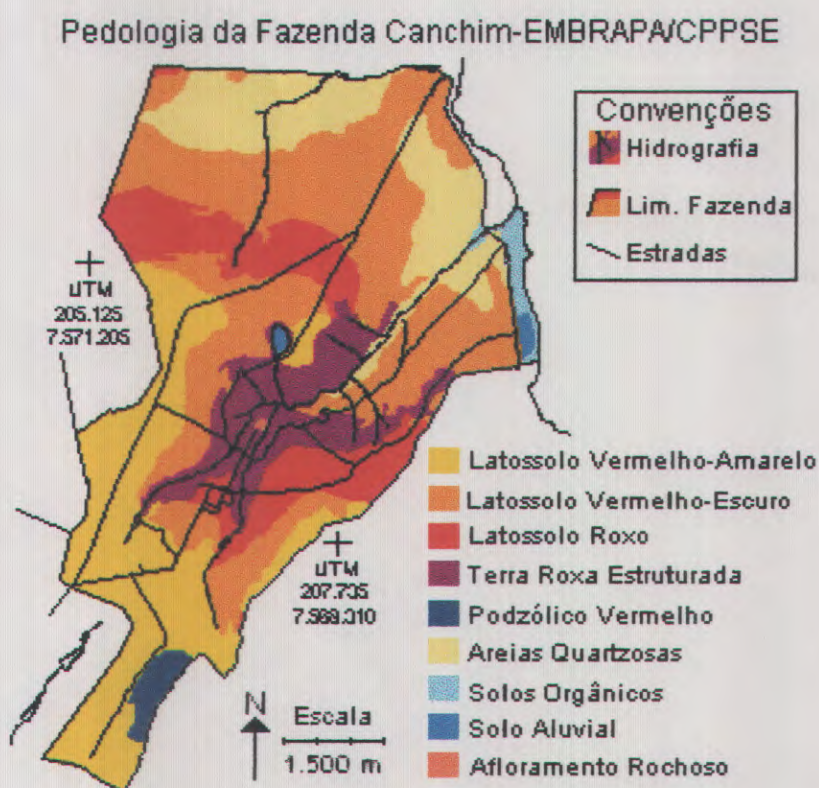 Pedologia da Fazenda Canchim-EMBRAPA/CPPSE
Convenções
Hidrografia
Lim. Fazenda
Estradas
UTM
205.125
7.571.205
UTM
207.735
7.569.010
Latossolo Vermelho-Amarelo
Latossolo Vermelho-Escuro
Latossolo Roxo
Terra Roxa Estruturada
Podzólico Vermelho
Areias Quartzosas
Solos Orgânicos
Solo Aluvial
Afloramento Rochoso
N
Escala
1.500 m